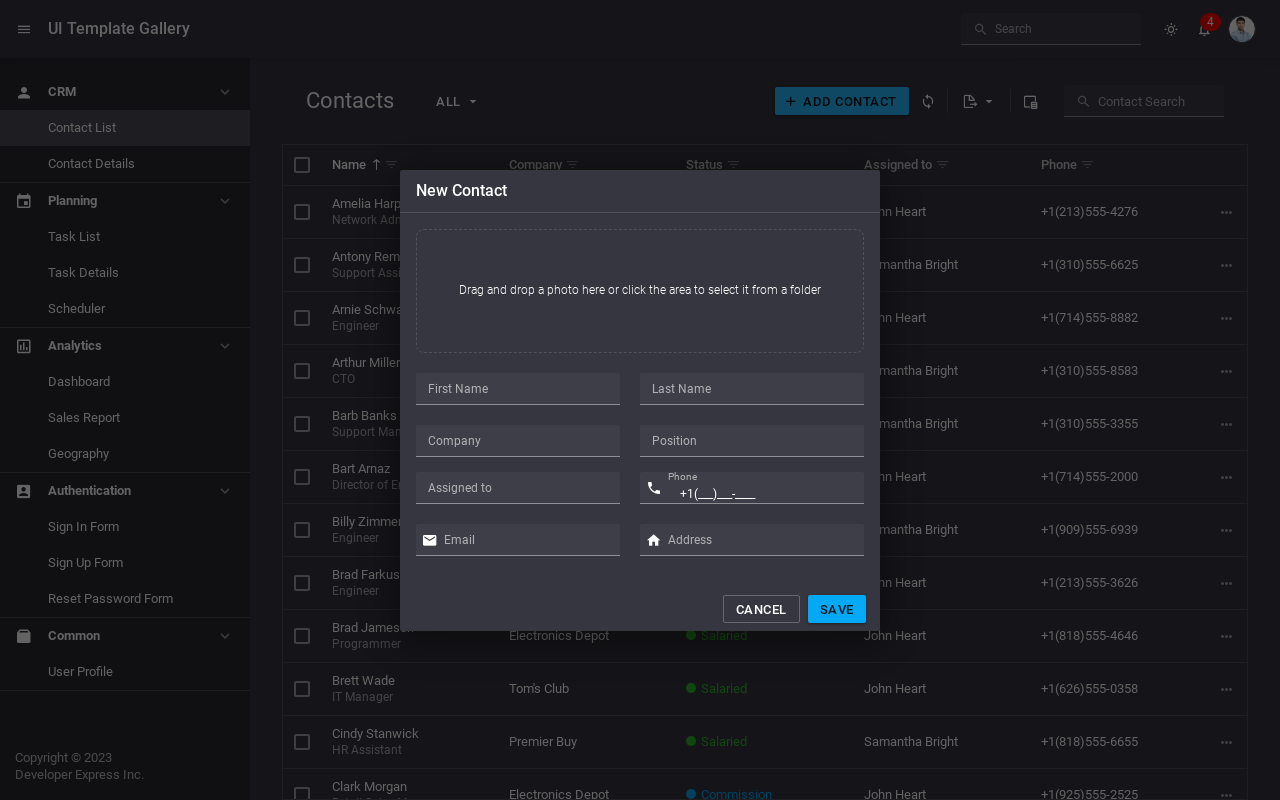 UI Template Gallery
Search
4
CRM
Contact List
Contact Details
Planning
Task List
Task Details
Scheduler
Analytics
Dashboard
Sales Report
Geography
Authentication
Sign In Form
Sign Up Form
Reset Password Form
Common
User Profile
Copyright © 2023
Developer Express Inc.
Contacts
ALL
ADD CONTACT
Contact Search
Name
Company
Status
Assigned to
Phone
Amelia Harp
Network Adm
hn Heart
+1(213)555-4276
Antony Rem
Support Assi
mantha Bright
+1(310)555-6625
Arnie Schwa
Engineer
hn Heart
+1(714)555-8882
Arthur Miller
CTO
mantha Bright
+1(310)555-8583
Barb Banks
Support Man
mantha Bright
+1(310)555-3355
Bart Arnaz
Director of En
hn Heart
+1(714)555-2000
Billy Zimmer
Engineer
mantha Bright
+1(909)555-6939
Brad Farkus
Engineer
hn Heart
+1(213)555-3626
Brad Jameson
Programmer
Electronics Depot
Salaried
John Heart
+1(818)555-4646
Brett Wade
IT Manager
Tom's Club
Salaried
John Heart
+1(626)555-0358
Cindy Stanwick
HR Assistant
Premier Buy
Salaried
Samantha Bright
+1(818)555-6655
Clark Morgan
Electronics Depot
Commission
John Heart
+1(925)555-2525
New Contact
Drag and drop a photo here or click the area to select it from a folder
First Name
Last Name
Company
Position
Assigned to
Phone
+1(___)___-____
Email
Address
CANCEL
SAVE